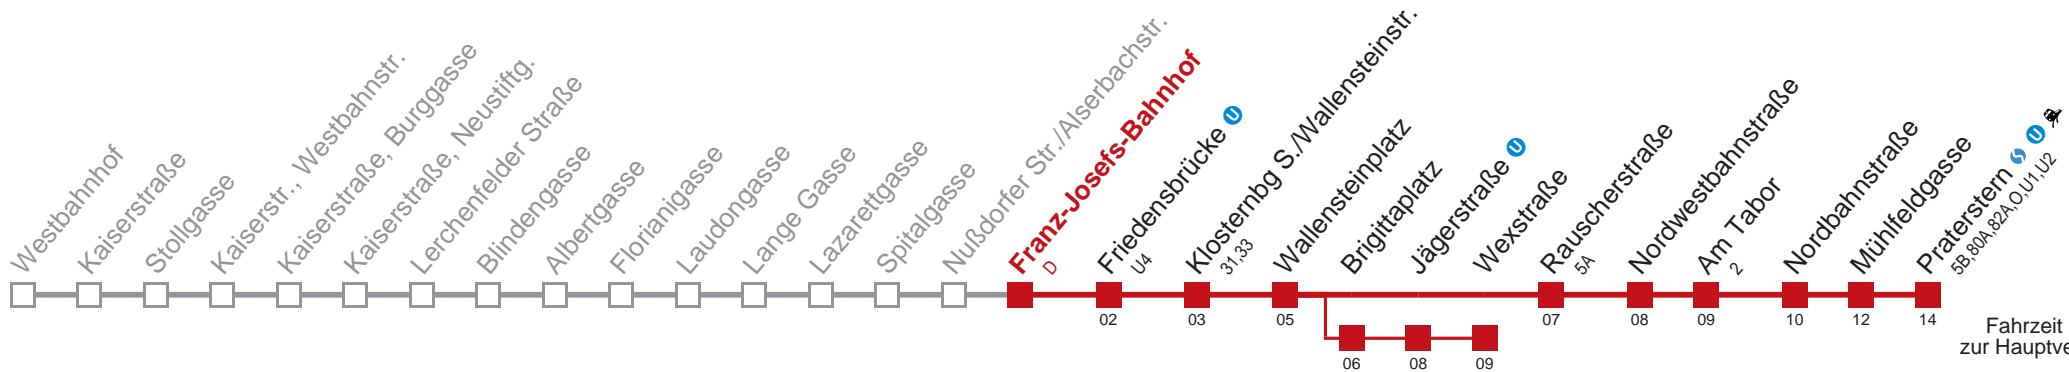 Westbahnhof
Kaiserstraße
Stollgasse
Kaiserstr., Westbahnstr.
Kaiserstraße, Burggasse
Kaiserstraße, Neustiftg.
Lerchenfelder Straße
Blindengasse
Albertgasse
Florianigasse
Laudongasse
Lange Gasse
Lazarettgasse
Spitalgasse
Nußdorfer Str./Alserbachstr.
Franz-Josefs-Bahnhof
D
Friedensbrücke U
U4
Klosternbg S./Wallensteinstr.
31,33
Wallensteinplatz
Brigittaplatz
Jägerstraße U
Wexstraße
Rauscherstraße
5A
Nordwestbahnstraße
Am Tabor
2
Nordbahnstraße
Mühlfeldgasse
Praterstern S U
5B,80A,82A,O,U1,U2
02
03
05
07
08
09
10
12
14
06
08
09
Fahrzeit
zur Hauptve